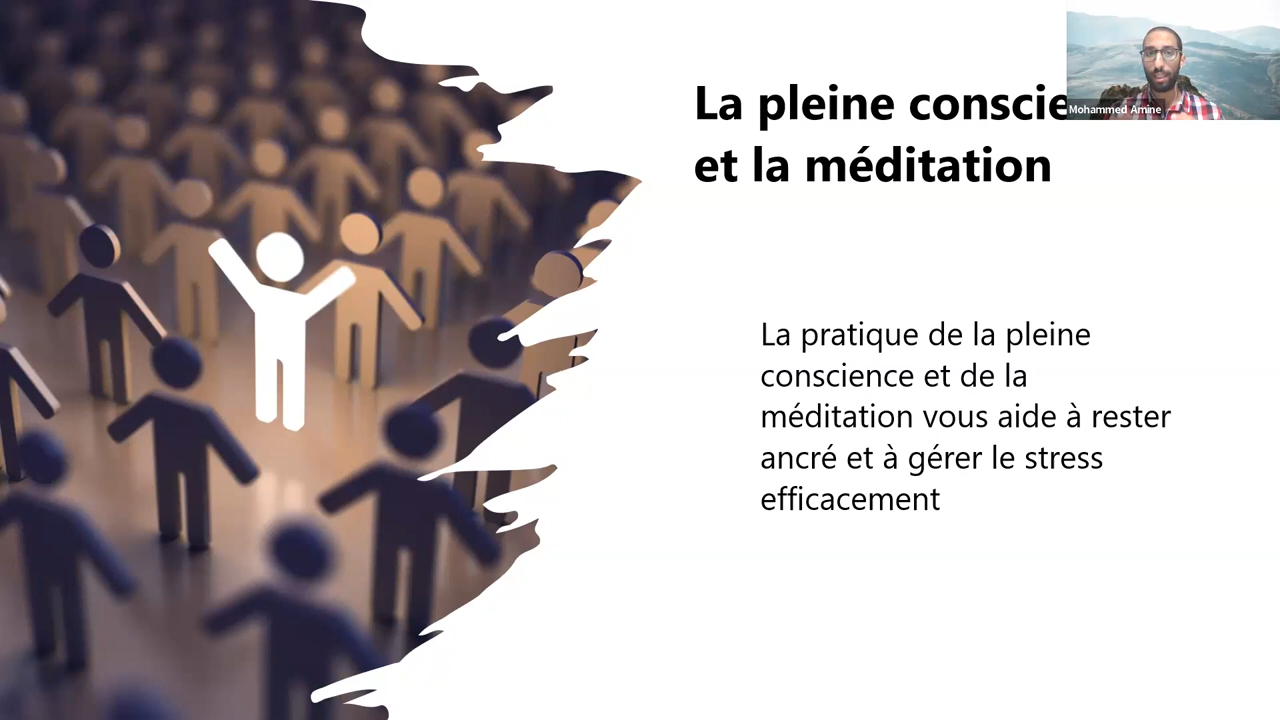 La pleine conscie
et la méditation
Mohammed Amine
La pratique de la pleine
conscience et de la
méditation vous aide à rester
ancré et à gérer le stress
efficacement